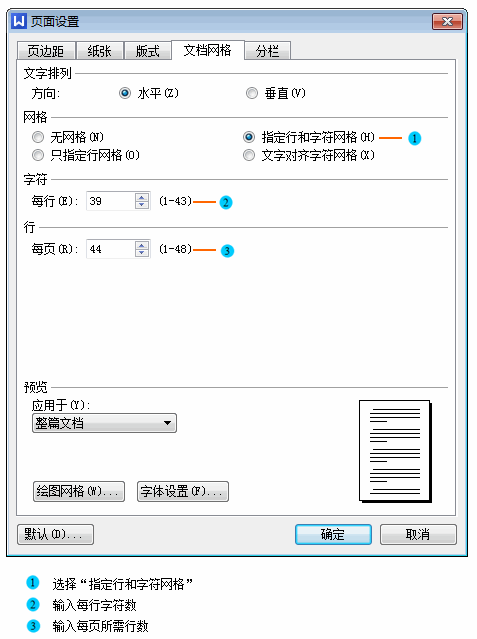 页面设置
页边距 纸张 版式 文档网格 分栏
文字排列
方向: 水平(Z) 垂直(V)
网格
无网格(N) 指定行和字符网格(H) 1
只指定行网格(O) 文字对齐字符网格(X)
字符
每行(E): 39 (1-43) 2
行
每页(R): 44 (1-48) 3
预览
应用于(Y):
整篇文档
绘图网格(W)... 字体设置(F)...
默认(D)... 确定 取消
1 选择“指定行和字符网格”
2 输入每行字符数
3 输入每页所需行数